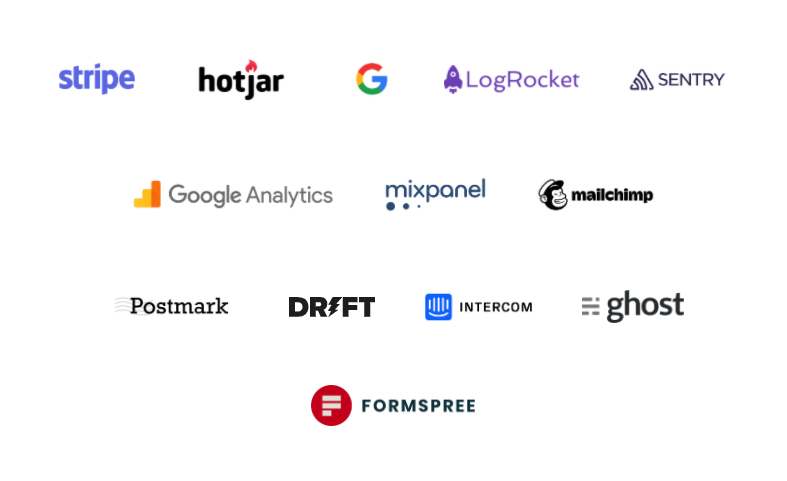 stripe hotjar G LogRocket SENTRY
Google Analytics mixpanel mailchimp
Postmark DRIFT INTERCOM ghost
FORMSPREE